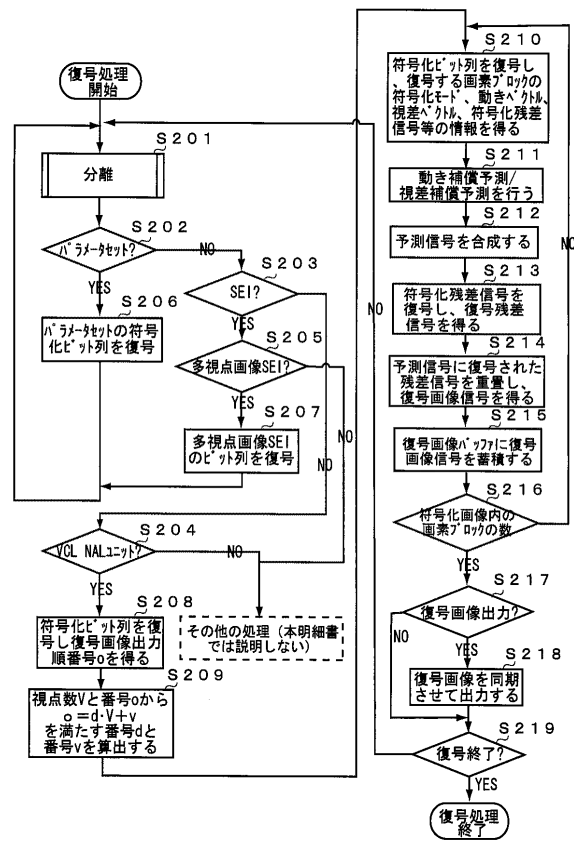 復号処理
開始
S201
分離
S202
ﾊﾟﾗﾒｰﾀｾｯﾄ?
NO
YES
S203
SEI?
YES
NO
S205
多視点画像SEI?
YES
NO
S206
ﾊﾟﾗﾒｰﾀｾｯﾄの符号
化ﾋﾞｯﾄ列を復号
S207
多視点画像SEI
のﾋﾞｯﾄ列を復号
S204
VCL NALﾕﾆｯﾄ?
NO
YES
その他の処理（本明細書
では説明しない）
S208
符号化ﾋﾞｯﾄ列を復
号し復号画像出力
順番号oを得る
S209
視点数Vと番号oから
o=d·V+v
を満たす番号dと
番号vを算出する
S210
符号化ﾋﾞｯﾄ列を復号し
、復号する画素ﾌﾞﾛｯｸの
符号化ﾓｰﾄﾞ、動きﾍﾞｸﾄﾙ、
視差ﾍﾞｸﾄﾙ、符号化残差
信号等の情報を得る
S211
動き補償予測/
視差補償予測を行う
S212
予測信号を合成する
S213
符号化残差信号を
復号し、復号残差
信号を得る
S214
予測信号に復号された
残差信号を重畳し、
復号画像信号を得る
S215
復号画像ﾊﾞｯﾌｧに復号
画像信号を蓄積する
S216
符号化画像内の
画素ﾌﾞﾛｯｸの数
NO
YES
S217
復号画像出力?
NO
YES
S218
復号画像を同期
させて出力する
S219
復号終了?
NO
YES
復号処理
終了